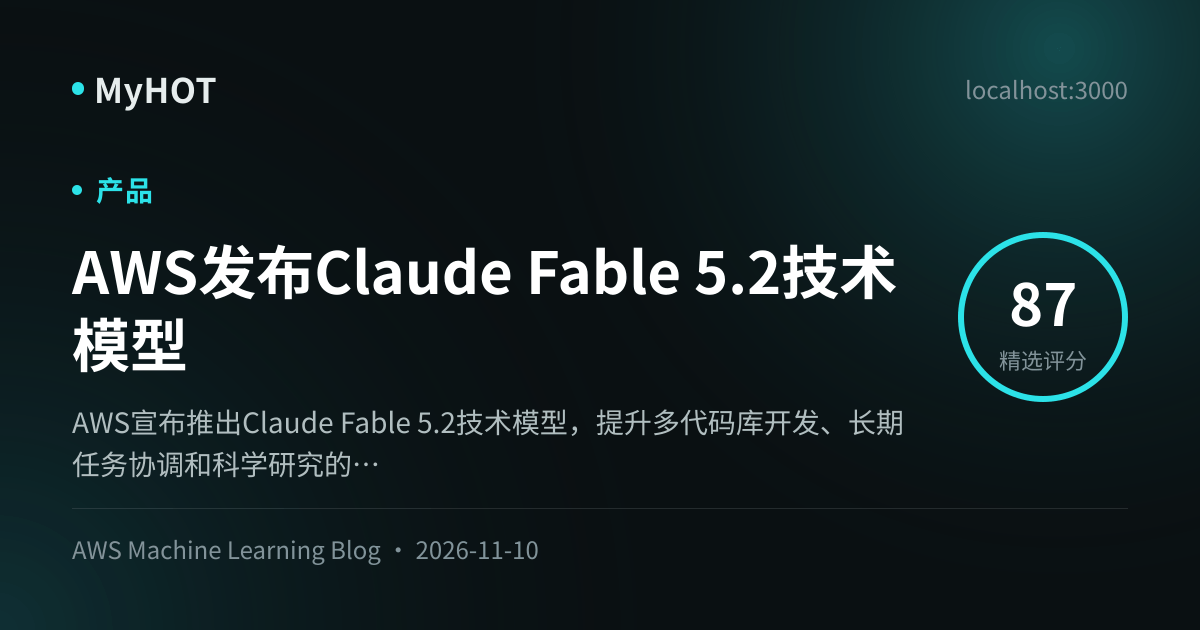 MyHOT
localhost:3000
产品
AWS发布Claude Fable 5.2技术
模型
87
精选评分
AWS宣布推出Claude Fable 5.2技术模型，提升多代码库开发、长期
任务协调和科学研究的…
AWS Machine Learning Blog · 2026-11-10